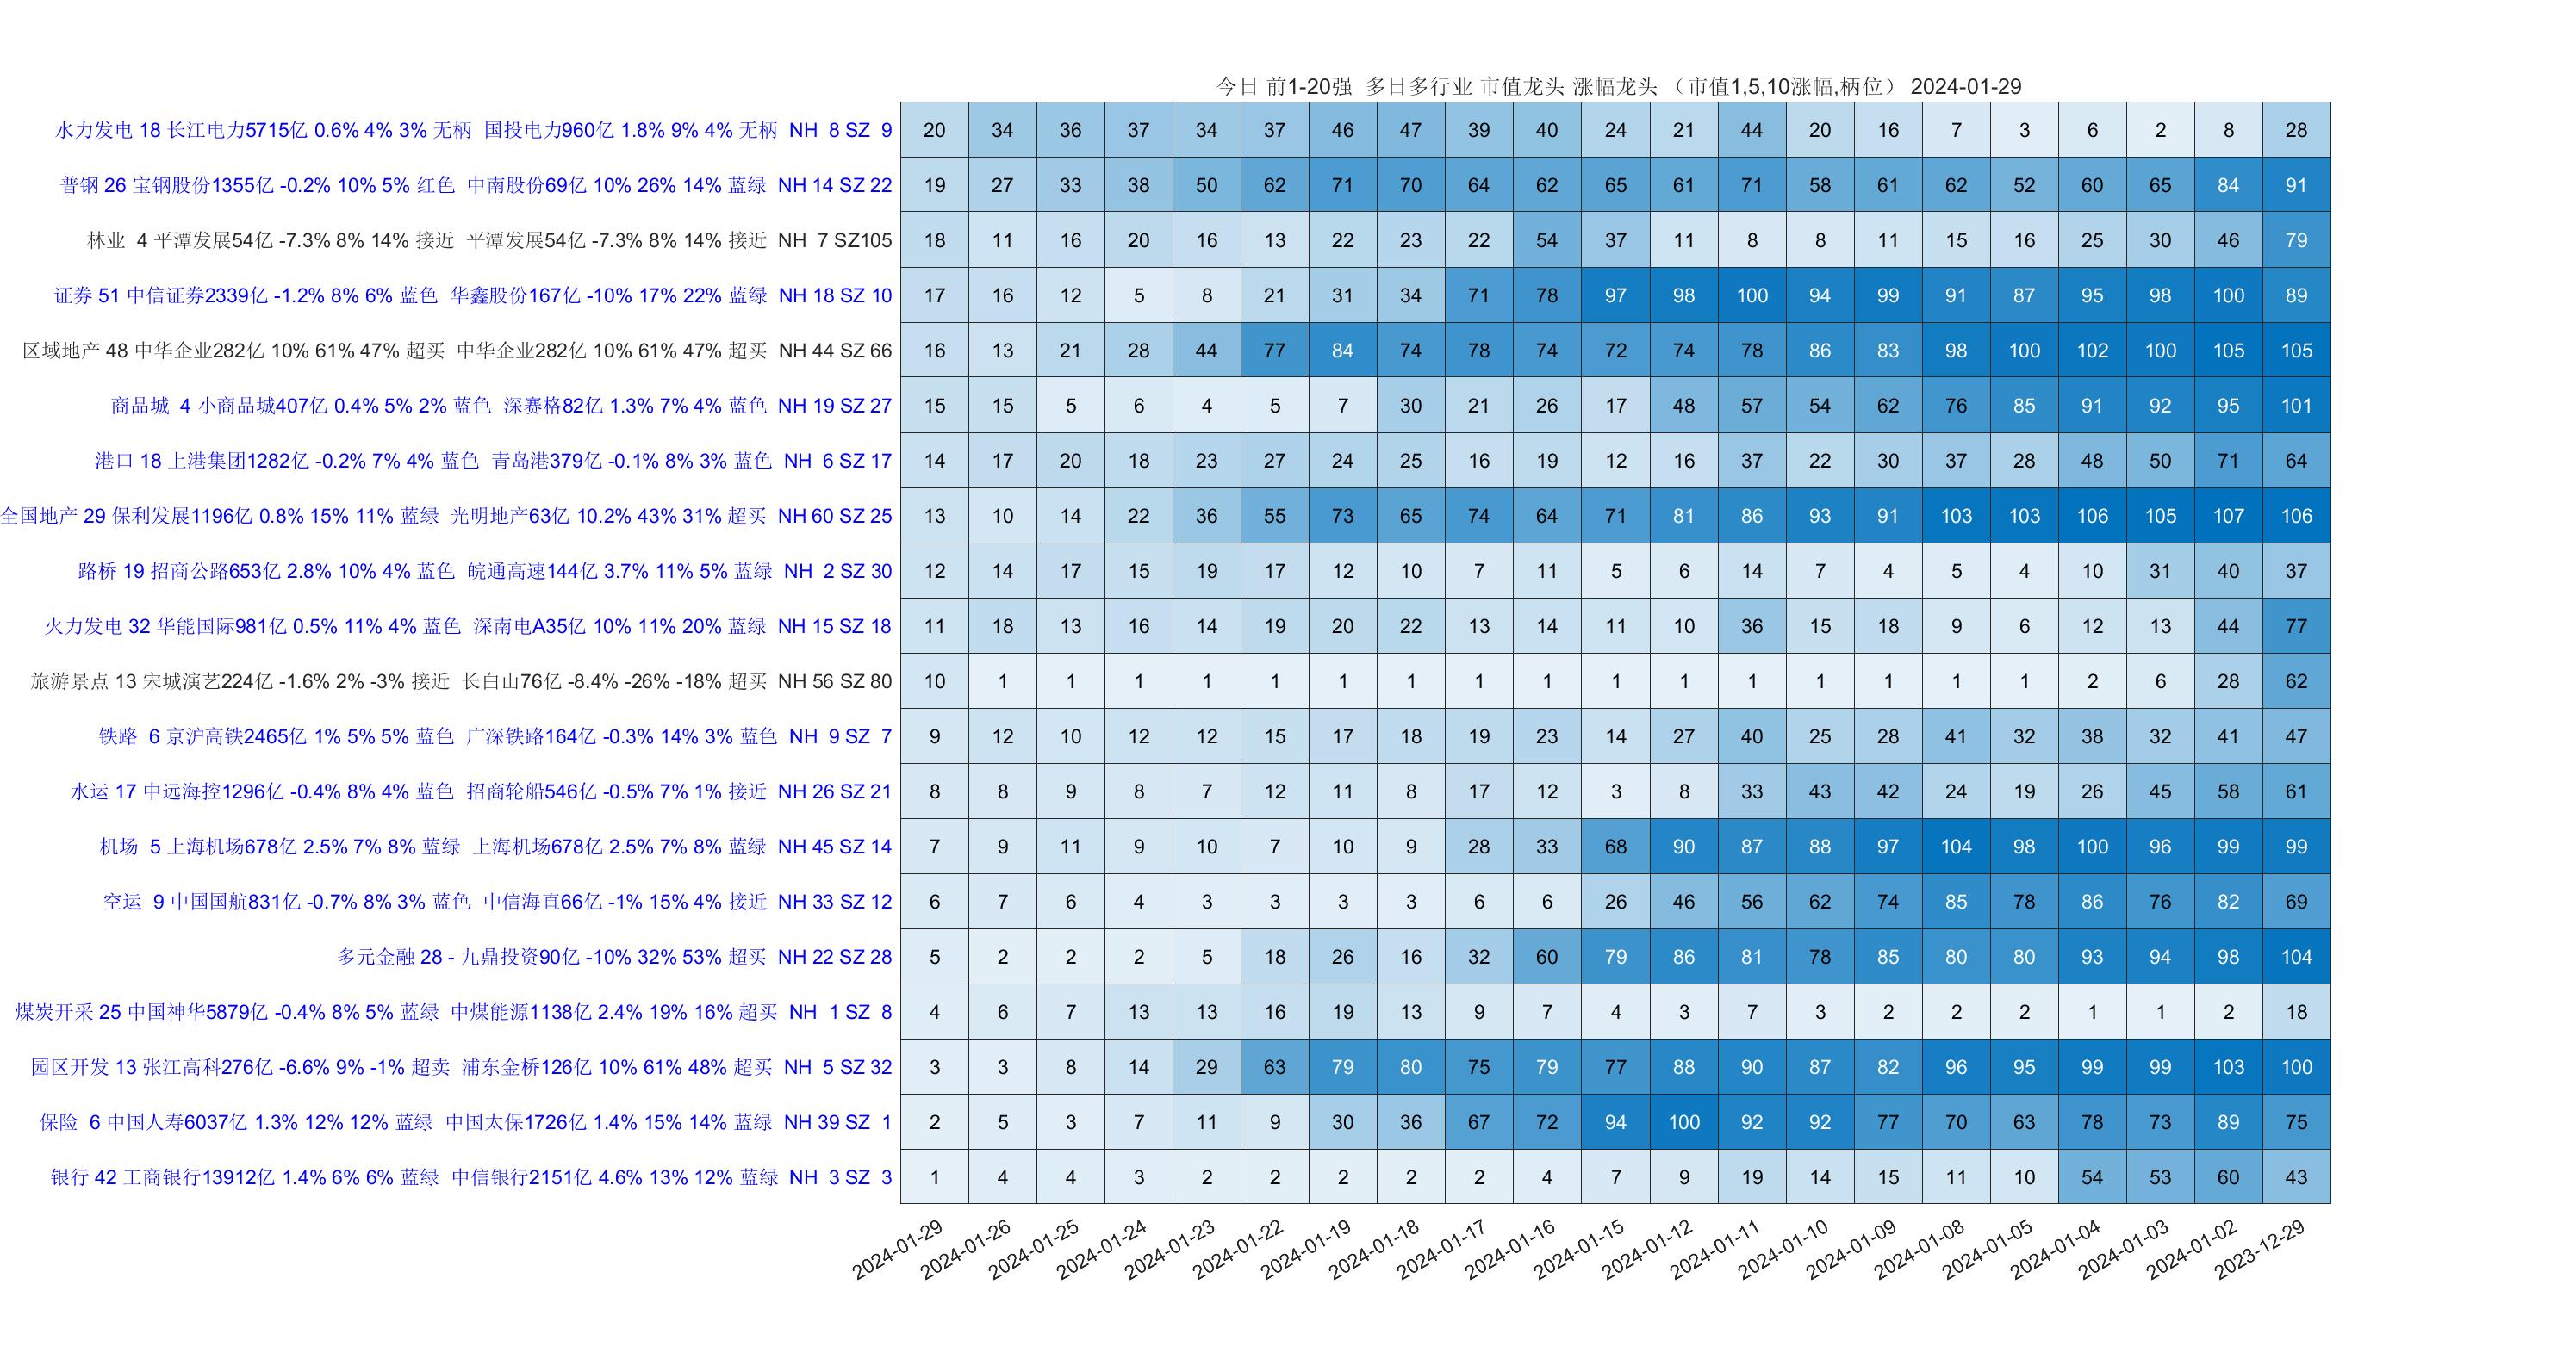 今日 前1-20强 多日多行业 市值龙头 涨幅龙头 （市值1,5,10涨幅,柄位） 2024-01-29
水力发电 18 长江电力5715亿 0.6% 4% 3% 无柄 国投电力960亿 1.8% 9% 4% 无柄 NH 8 SZ 9 20 34 36 37 34 37 46 47 39 40 24 21 44 20 16 7 3 6 2 8 28
普钢 26 宝钢股份1355亿 -0.2% 10% 5% 红色 中南股份69亿 10% 26% 14% 蓝绿 NH 14 SZ 22 19 27 33 38 50 62 71 70 64 62 65 61 71 58 61 62 52 60 65 84 91
林业 4 平潭发展54亿 -7.3% 8% 14% 接近 平潭发展54亿 -7.3% 8% 14% 接近 NH 7 SZ105 18 11 16 20 16 13 22 23 22 54 37 11 8 8 11 15 16 25 30 46 79
证券 51 中信证券2339亿 -1.2% 8% 6% 蓝色 华鑫股份167亿 -10% 17% 22% 蓝绿 NH 18 SZ 10 17 16 12 5 8 21 31 34 71 78 97 98 100 94 99 91 87 95 98 100 89
区域地产 48 中华企业282亿 10% 61% 47% 超买 中华企业282亿 10% 61% 47% 超买 NH 44 SZ 66 16 13 21 28 44 77 84 74 78 74 72 74 78 86 83 98 100 102 100 105 105
商品城 4 小商品城407亿 0.4% 5% 2% 蓝色 深赛格82亿 1.3% 7% 4% 蓝色 NH 19 SZ 27 15 15 5 6 4 5 7 30 21 26 17 48 57 54 62 76 85 91 92 95 101
港口 18 上港集团1282亿 -0.2% 7% 4% 蓝色 青岛港379亿 -0.1% 8% 3% 蓝色 NH 6 SZ 17 14 17 20 18 23 27 24 25 16 19 12 16 37 22 30 37 28 48 50 71 64
全国地产 29 保利发展1196亿 0.8% 15% 11% 蓝绿 光明地产63亿 10.2% 43% 31% 超买 NH 60 SZ 25 13 10 14 22 36 55 73 65 74 64 71 81 86 93 91 103 103 106 105 107 106
路桥 19 招商公路653亿 2.8% 10% 4% 蓝色 皖通高速144亿 3.7% 11% 5% 蓝绿 NH 2 SZ 30 12 14 17 15 19 17 12 10 7 11 5 6 14 7 4 5 4 10 31 40 37
火力发电 32 华能国际981亿 0.5% 11% 4% 蓝色 深南电A35亿 10% 11% 20% 蓝绿 NH 15 SZ 18 11 18 13 16 14 19 20 22 13 14 11 10 36 15 18 9 6 12 13 44 77
旅游景点 13 宋城演艺224亿 -1.6% 2% -3% 接近 长白山76亿 -8.4% -26% -18% 超买 NH 56 SZ 80 10 1 1 1 1 1 1 1 1 1 1 1 1 1 1 1 1 2 6 28 62
铁路 6 京沪高铁2465亿 1% 5% 5% 蓝色 广深铁路164亿 -0.3% 14% 3% 蓝色 NH 9 SZ 7 9 12 10 12 12 15 17 18 19 23 14 27 40 25 28 41 32 38 32 41 47
水运 17 中远海控1296亿 -0.4% 8% 4% 蓝色 招商轮船546亿 -0.5% 7% 1% 接近 NH 26 SZ 21 8 8 9 8 7 12 11 8 17 12 3 8 33 43 42 24 19 26 45 58 61
机场 5 上海机场678亿 2.5% 7% 8% 蓝绿 上海机场678亿 2.5% 7% 8% 蓝绿 NH 45 SZ 14 7 9 11 9 10 7 10 9 28 33 68 90 87 88 97 104 98 100 96 99 99
空运 9 中国国航831亿 -0.7% 8% 3% 蓝色 中信海直66亿 -1% 15% 4% 接近 NH 33 SZ 12 6 7 6 4 3 3 3 3 6 6 26 46 56 62 74 85 78 86 76 82 69
多元金融 28 - 九鼎投资90亿 -10% 32% 53% 超买 NH 22 SZ 28 5 2 2 2 5 18 26 16 32 60 79 86 81 78 85 80 80 93 94 98 104
煤炭开采 25 中国神华5879亿 -0.4% 8% 5% 蓝绿 中煤能源1138亿 2.4% 19% 16% 超买 NH 1 SZ 8 4 6 7 13 13 16 19 13 9 7 4 3 7 3 2 2 2 1 1 2 18
园区开发 13 张江高科276亿 -6.6% 9% -1% 超卖 浦东金桥126亿 10% 61% 48% 超买 NH 5 SZ 32 3 3 8 14 29 63 79 80 75 79 77 88 90 87 82 96 95 99 99 103 100
保险 6 中国人寿6037亿 1.3% 12% 12% 蓝绿 中国太保1726亿 1.4% 15% 14% 蓝绿 NH 39 SZ 1 2 5 3 7 11 9 30 36 67 72 94 100 92 92 77 70 63 78 73 89 75
银行 42 工商银行13912亿 1.4% 6% 6% 蓝绿 中信银行2151亿 4.6% 13% 12% 蓝绿 NH 3 SZ 3 1 4 4 3 2 2 2 2 2 4 7 9 19 14 15 11 10 54 53 60 43
2024-01-29 2024-01-26 2024-01-25 2024-01-24 2024-01-23 2024-01-22 2024-01-19 2024-01-18 2024-01-17 2024-01-16 2024-01-15 2024-01-12 2024-01-11 2024-01-10 2024-01-09 2024-01-08 2024-01-05 2024-01-04 2024-01-03 2024-01-02 2023-12-29